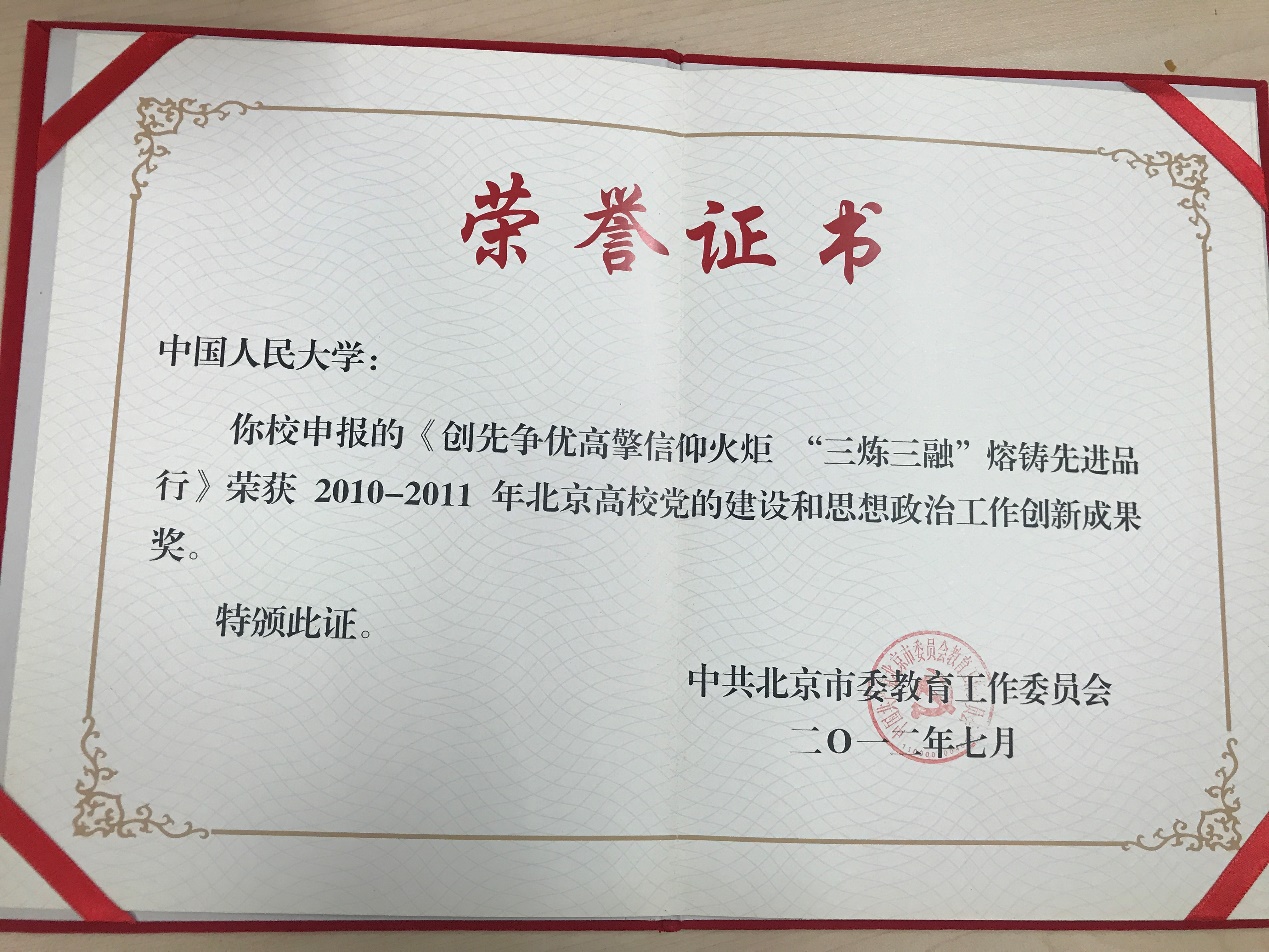 荣誉证书
中国人民大学：
你校申报的《创先争优高擎信仰火炬 “三炼三融”熔铸先进品
行》荣获 2010-2011 年北京高校党的建设和思想政治工作创新成果
奖。
特颁此证。
中共北京市委教育工作委员会
二O一二年七月